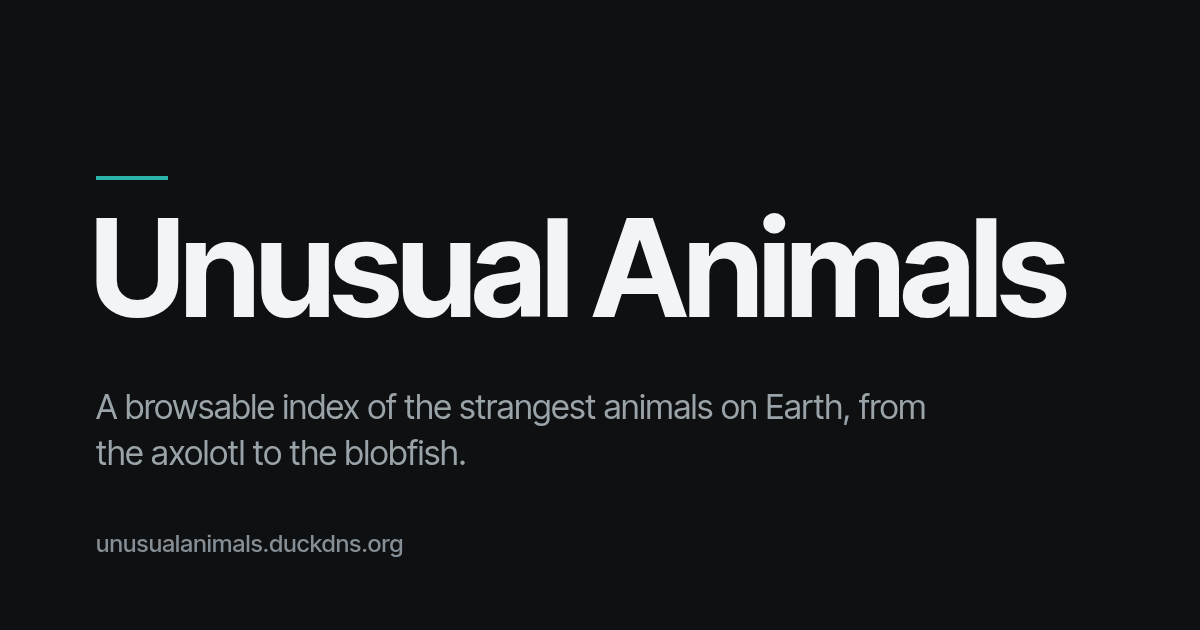 Unusual Animals
A browsable index of the strangest animals on Earth, from
the axolotl to the blobfish.
unusualanimals.duckdns.org